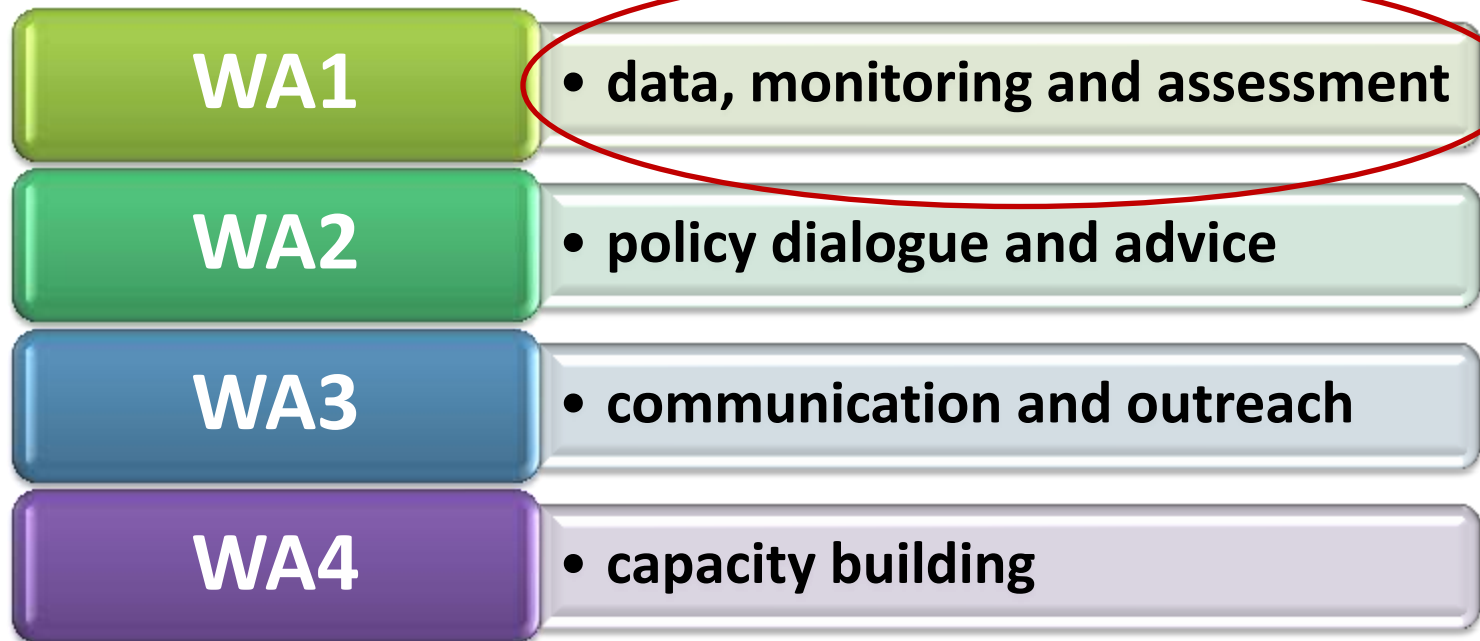 WA1
• data, monitoring and assessment
WA2
• policy dialogue and advice
WA3
• communication and outreach
WA4
• capacity building